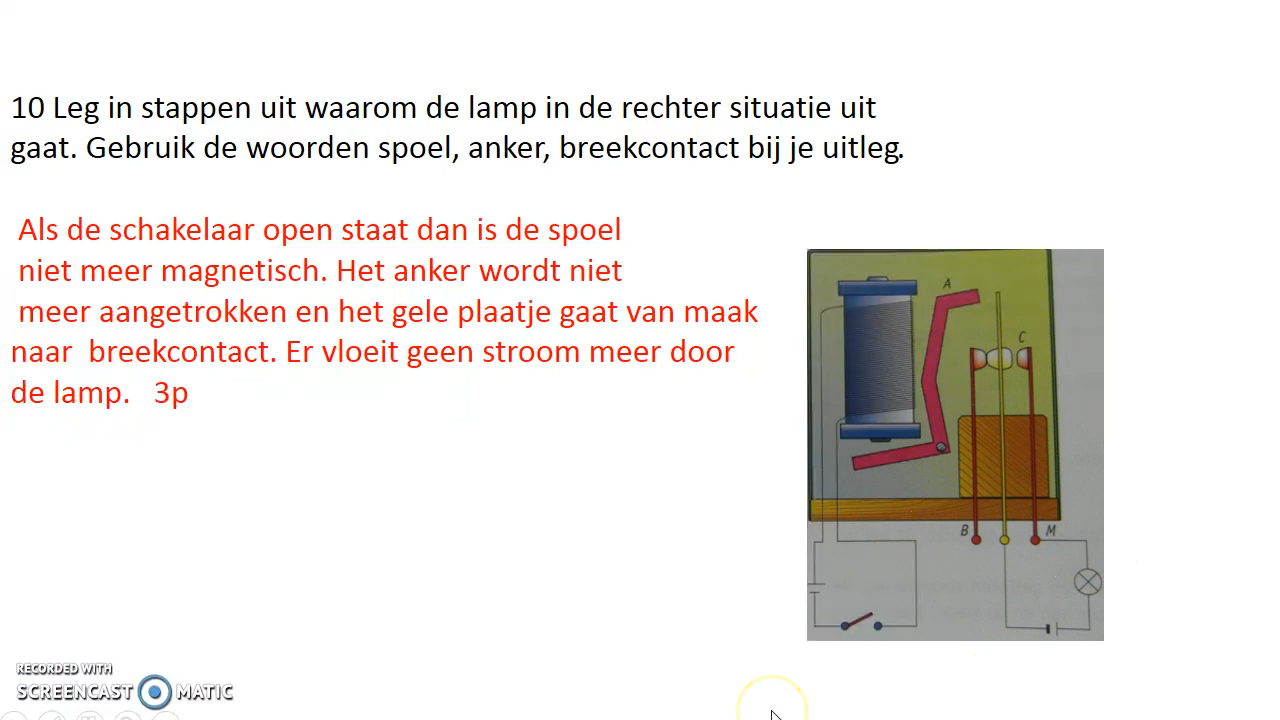 10 Leg in stappen uit waarom de lamp in de rechter situatie uit
gaat. Gebruik de woorden spoel, anker, breekcontact bij je uitleg.
Als de schakelaar open staat dan is de spoel
niet meer magnetisch. Het anker wordt niet
meer aangetrokken en het gele plaatje gaat van maak
naar breekcontact. Er vloeit geen stroom meer door
de lamp. 3p
A
C
B
M
RECORDED WITH
SCREENCAST MATIC